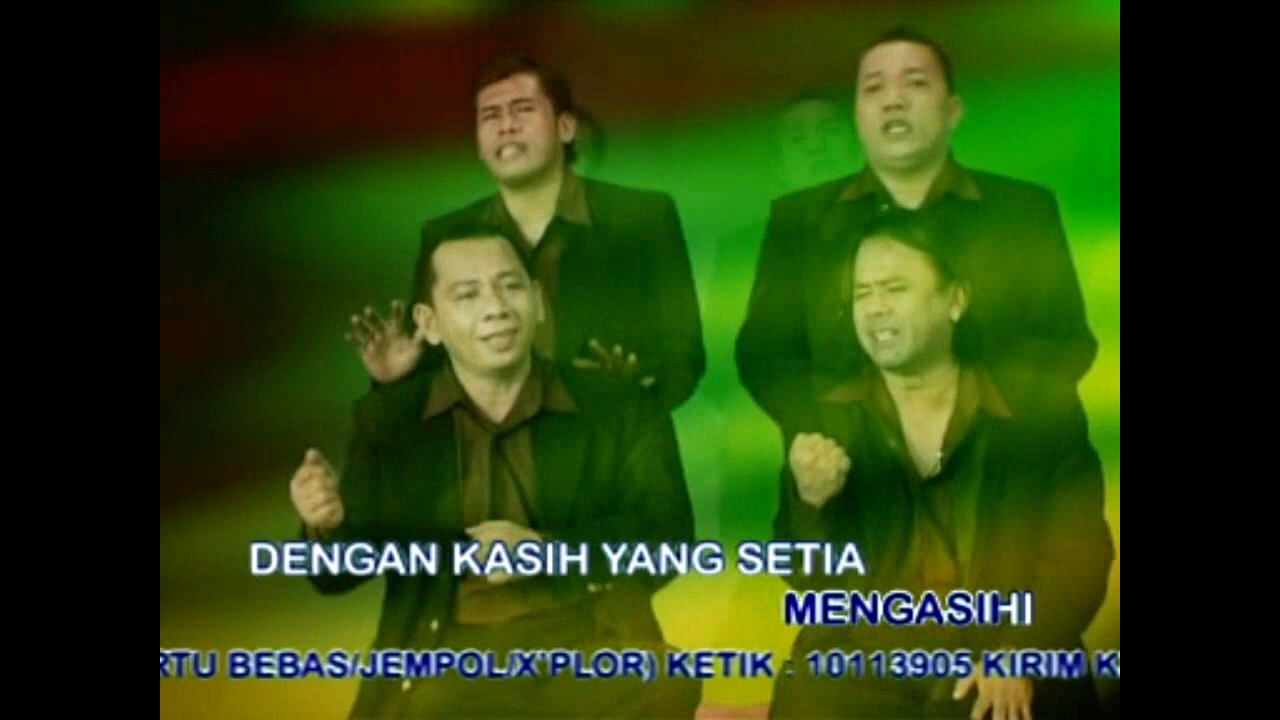 DENGAN KASIH YANG SETIA
MENGASIHI
RTU BEBAS/JEMPOL/X'PLOR) KETIK : 10113905 KIRIM K